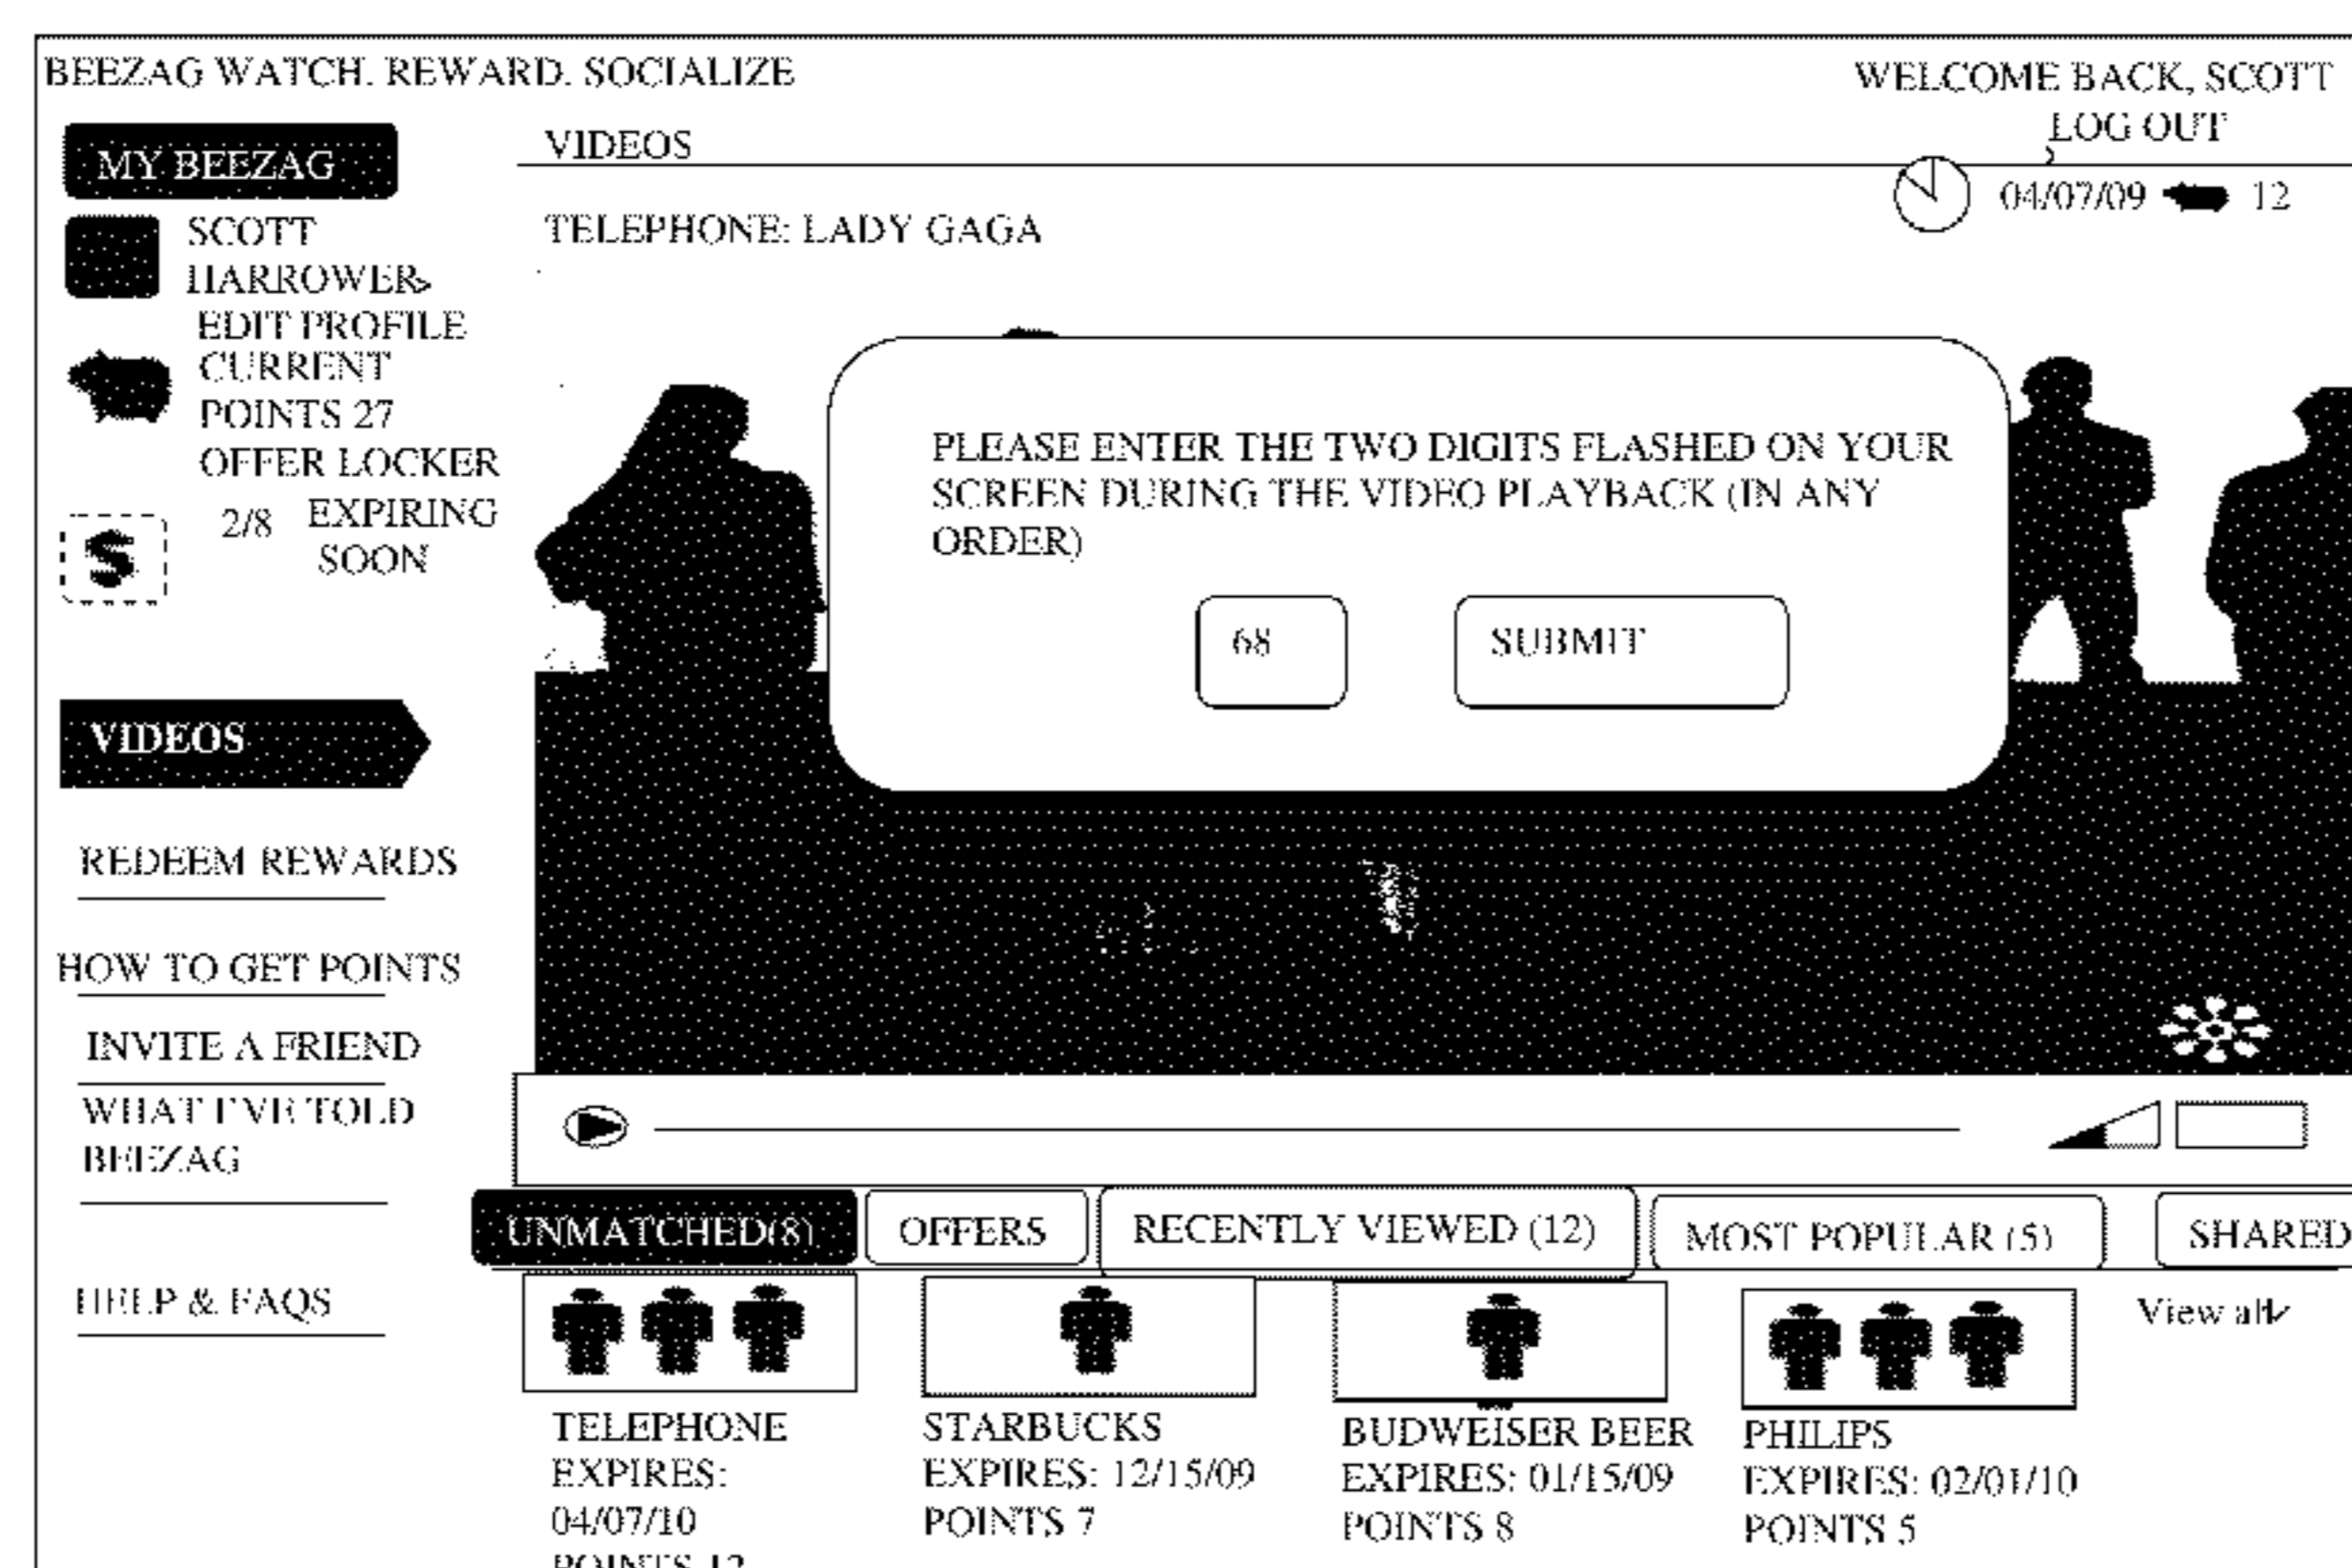 BEEZAG WATCH. REWARD. SOCIALIZE
WELCOME BACK, SCOTT
LOG OUT
MY BEEZAG
VIDEOS
04/07/09 12
SCOTT
HARROWER>
EDIT PROFILE
TELEPHONE: LADY GAGA
CURRENT
POINTS 27
OFFER LOCKER
2/8 EXPIRING
SOON
S
PLEASE ENTER THE TWO DIGITS FLASHED ON YOUR
SCREEN DURING THE VIDEO PLAYBACK (IN ANY
ORDER)
68
SUBMIT
VIDEOS
REDEEM REWARDS
HOW TO GET POINTS
INVITE A FRIEND
WHAT I'VE TOLD
BEEZAG
HELP & FAQS
UNMATCHED(8)
OFFERS
RECENTLY VIEWED (12)
MOST POPULAR (5)
SHARED
View all
TELEPHONE
EXPIRES:
04/07/10
POINTS 12
STARBUCKS
EXPIRES: 12/15/09
POINTS 7
BUDWEISER BEER
EXPIRES: 01/15/09
POINTS 8
PHILIPS
EXPIRES: 02/01/10
POINTS 5